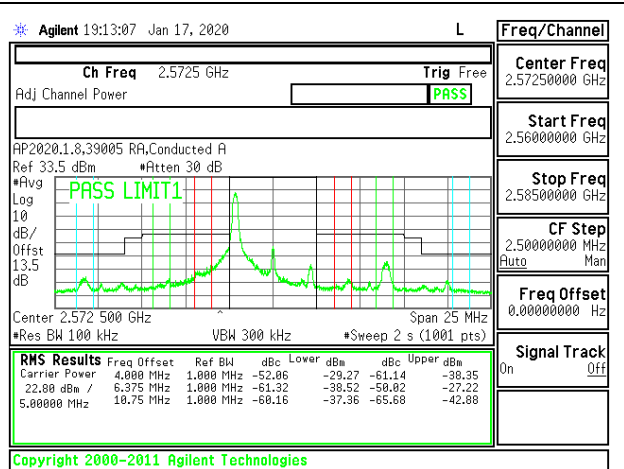 Agilent 19:13:07 Jan 17, 2020 L Freq/Channel
Ch Freq 2.5725 GHz Trig Free
Adj Channel Power PASS
Center Freq
2.57250000 GHz
Start Freq
2.56000000 GHz
AP2020.1.8,39005 RA,Conducted A
Ref 33.5 dBm #Atten 30 dB
#Avg
Log
10
dB/
Offst
13.5
dB
PASS LIMIT1
Stop Freq
2.58500000 GHz
CF Step
2.50000000 MHz
Auto Man
Freq Offset
0.00000000 Hz
Center 2.572 500 GHz ^ Span 25 MHz
#Res BW 100 kHz VBW 300 kHz #Sweep 2 s (1001 pts)
Signal Track
On Off
RMS Results Freq Offset Ref BW dBc Lower dBm dBc Upper dBm
Carrier Power 4.000 MHz 1.000 MHz -52.06 -29.27 -61.14 -38.35
22.80 dBm / 6.375 MHz 1.000 MHz -61.32 -38.52 -50.02 -27.22
5.00000 MHz 10.75 MHz 1.000 MHz -60.16 -37.36 -65.68 -42.88
Copyright 2000-2011 Agilent Technologies